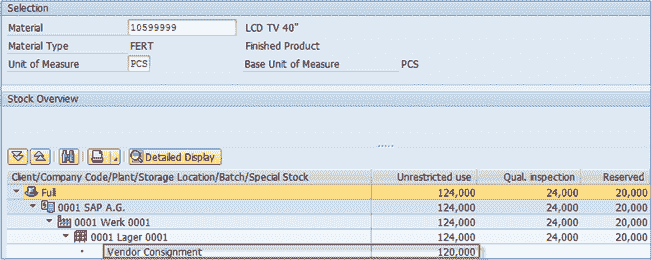 Selection
Material 10599999 LCD TV 40"
Material Type FERT Finished Product
Unit of Measure PCS Base Unit of Measure PCS
Stock Overview
Detailed Display
Client/Company Code/Plant/Storage Location/Batch/Special Stock Unrestricted use Qual. inspection Reserved
Full 124,000 24,000 20,000
0001 SAP A.G. 124,000 24,000 20,000
0001 Werk 0001 124,000 24,000 20,000
0001 Lager 0001 124,000 24,000 20,000
Vendor Consignment 120,000